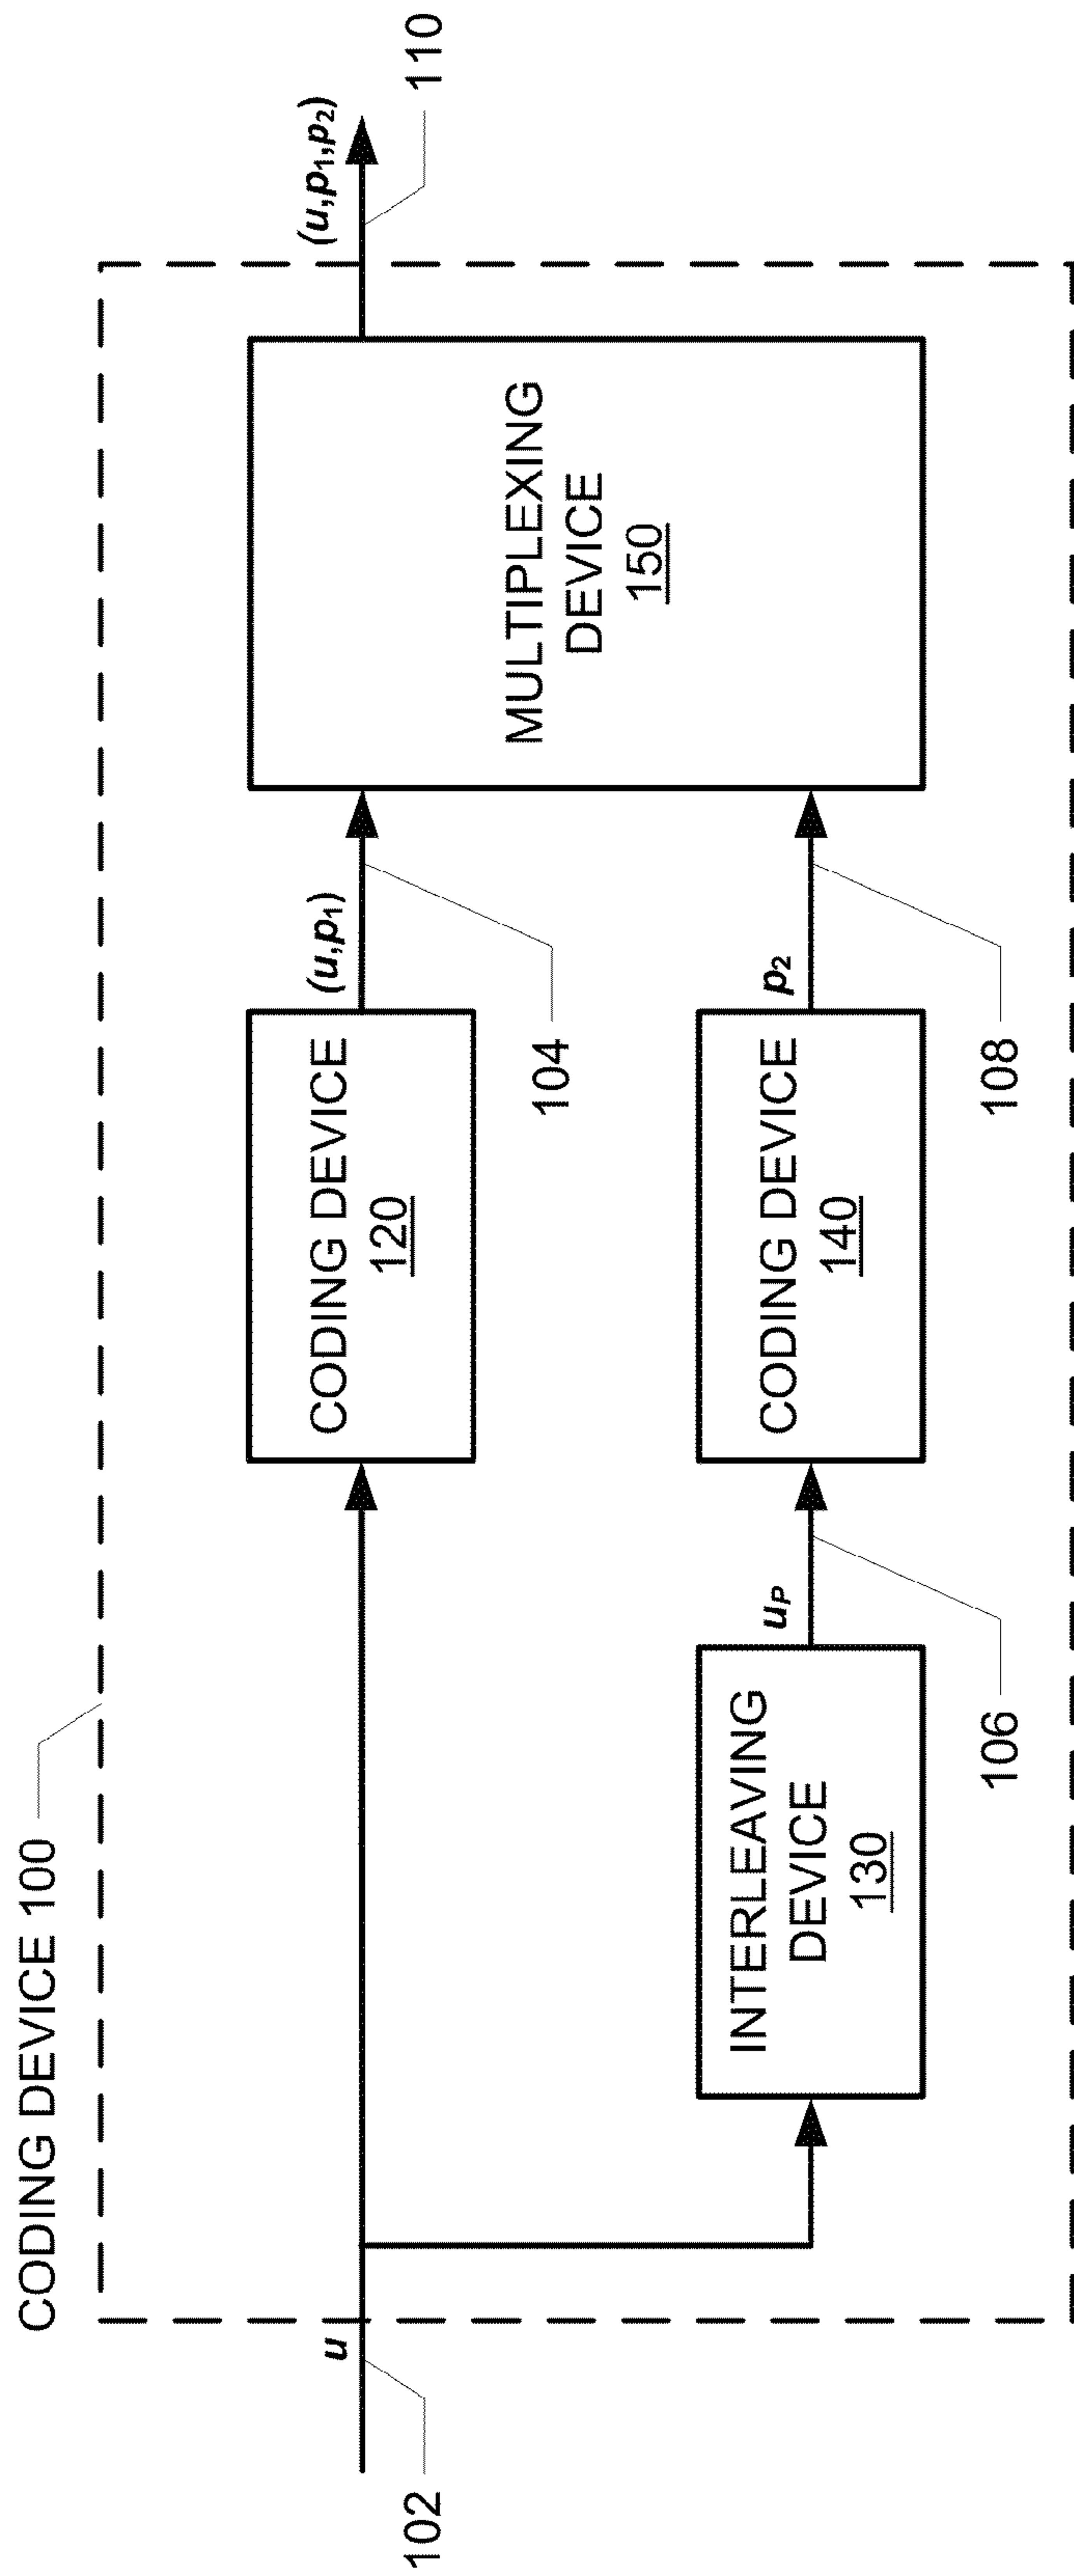 CODING DEVICE 100
u
102
CODING DEVICE
120
(u,p₁)
104
INTERLEAVING
DEVICE
130
uₚ
106
CODING DEVICE
140
p₂
108
MULTIPLEXING
DEVICE
150
(u,p₁,p₂)
110